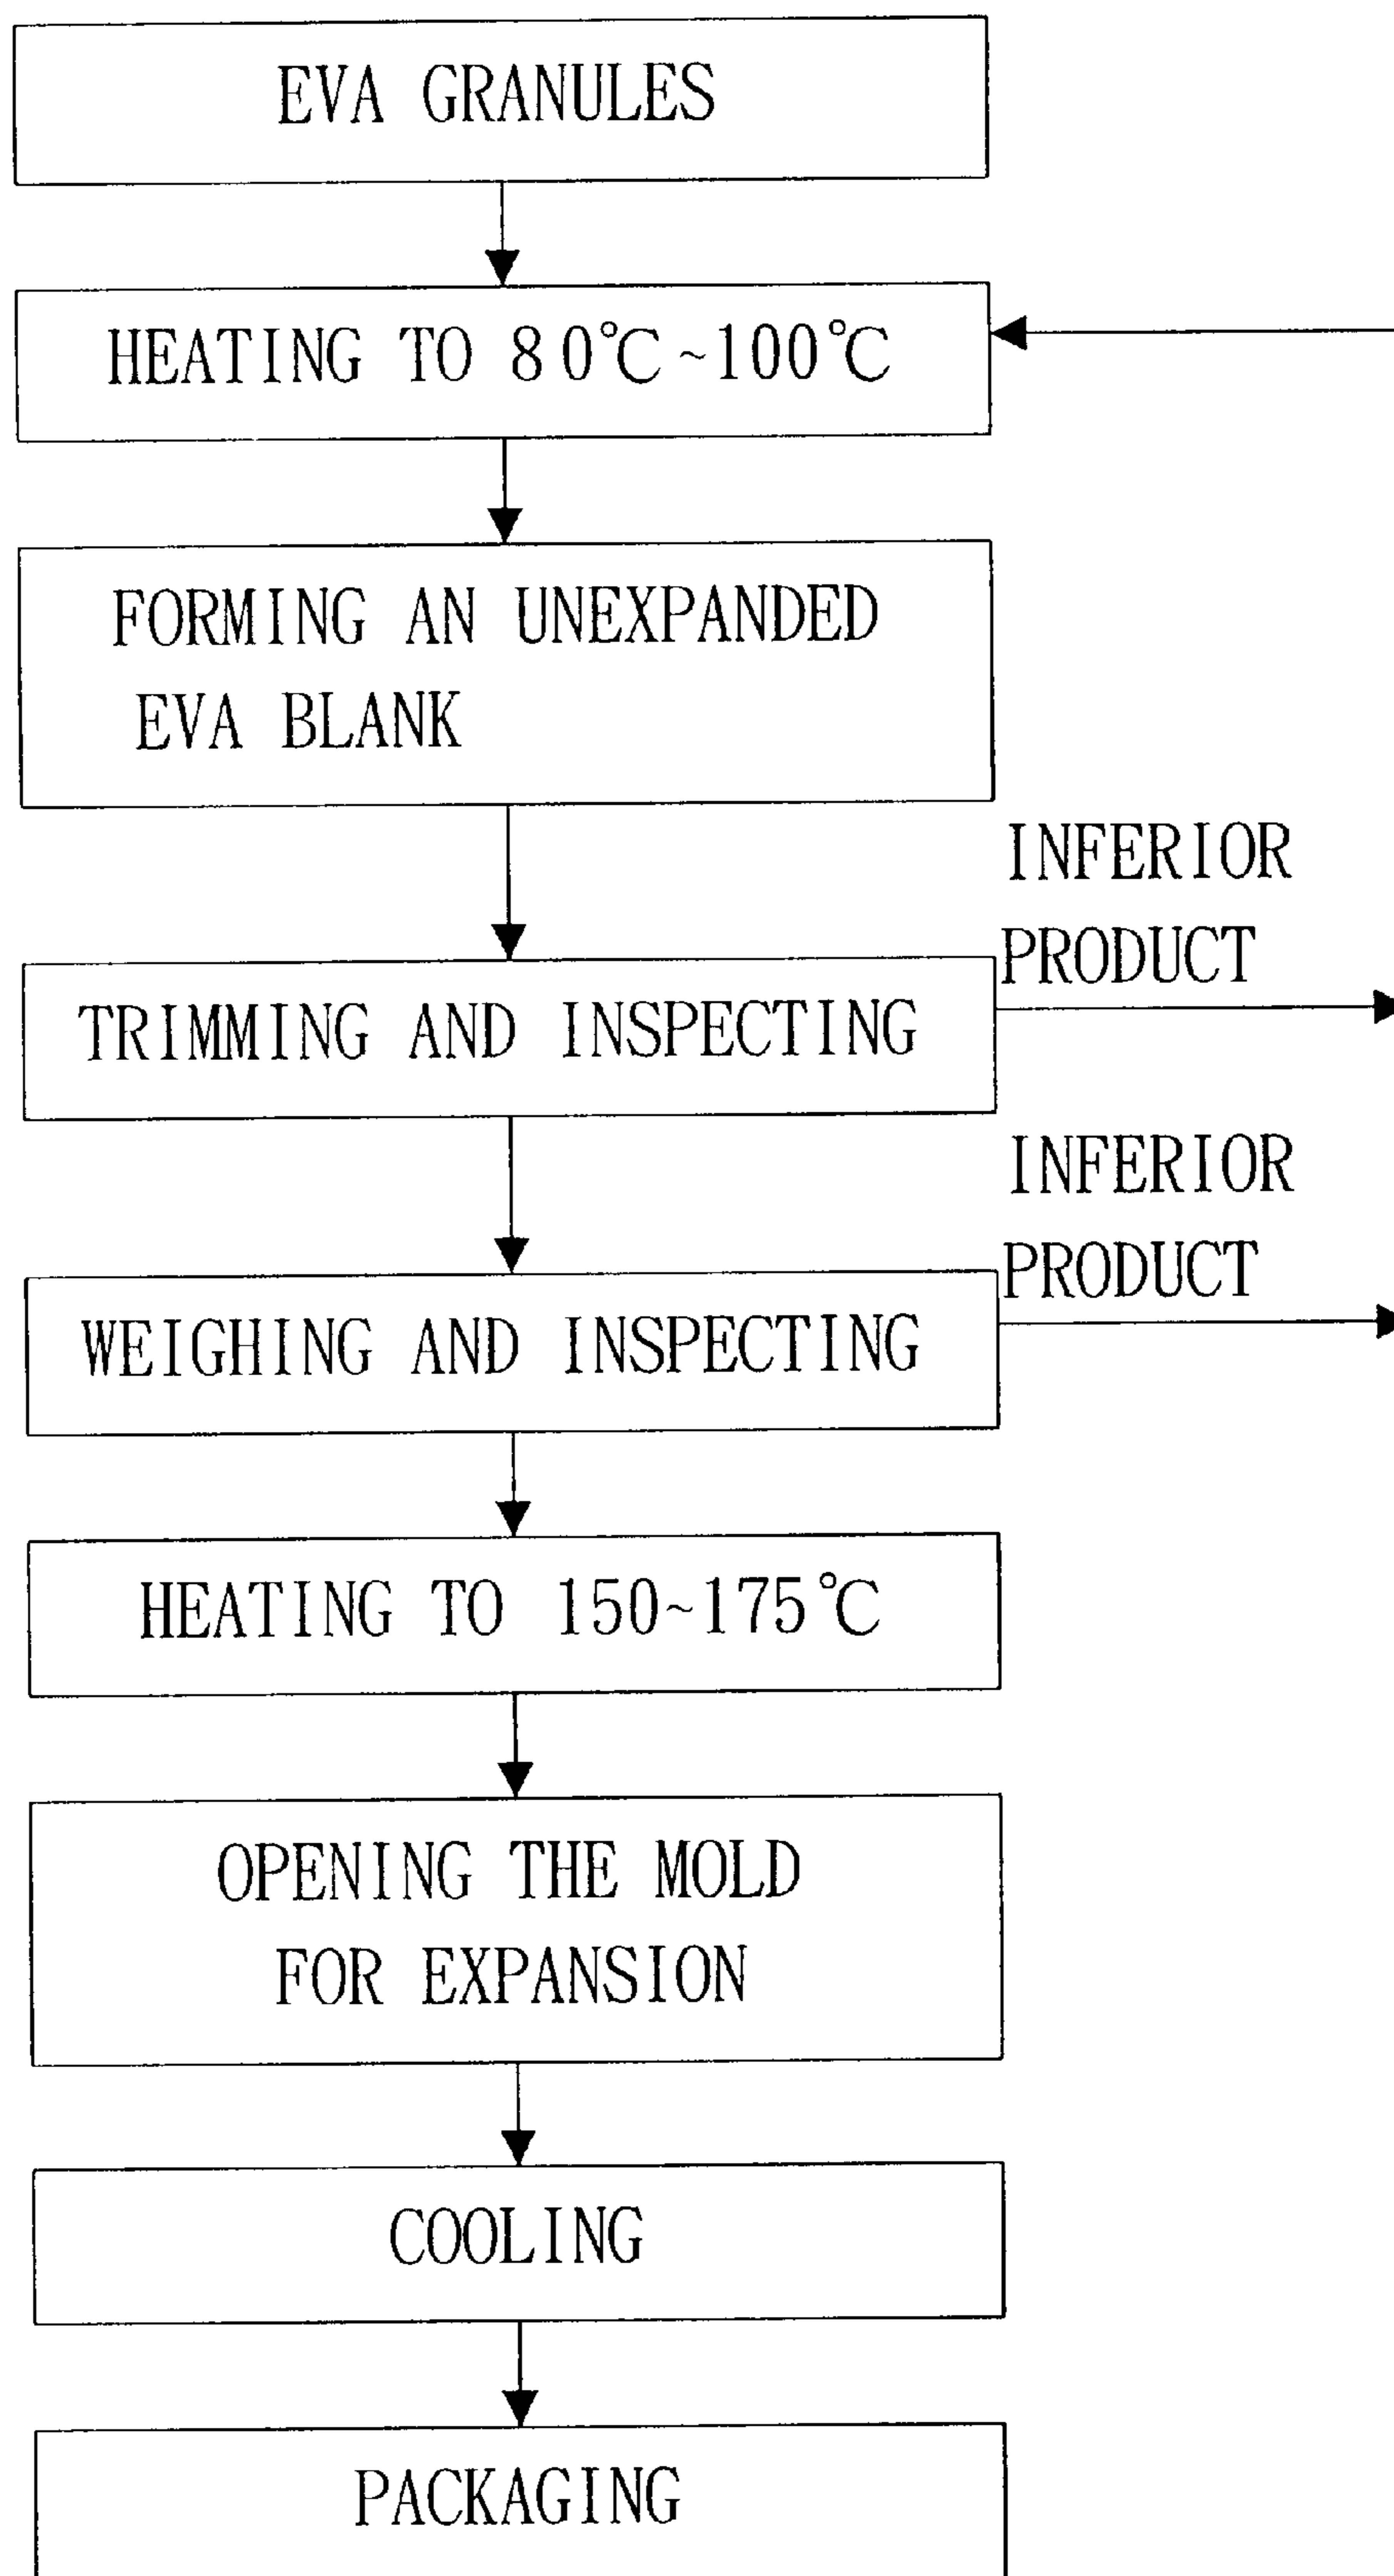 EVA GRANULES
HEATING TO 80℃~100℃
FORMING AN UNEXPANDED
EVA BLANK
INFERIOR
PRODUCT
TRIMMING AND INSPECTING
INFERIOR
PRODUCT
WEIGHING AND INSPECTING
HEATING TO 150~175℃
OPENING THE MOLD
FOR EXPANSION
COOLING
PACKAGING